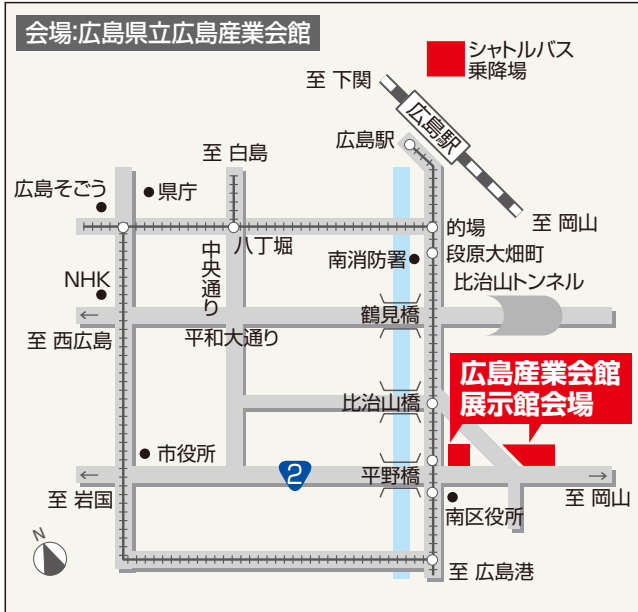 会場:広島県立広島産業会館
シャトルバス
乗降場
至 下関
広島駅
広島駅
至 白島
広島そごう
県庁
至 岡山
的場
八丁堀
段原大畑町
中央通り
南消防署
NHK
比治山トンネル
←
鶴見橋
至 西広島
平和大通り
広島産業会館
展示館会場
比治山橋
市役所
←
2
平野橋
→
至 岩国
南区役所
至 岡山
N
至 広島港